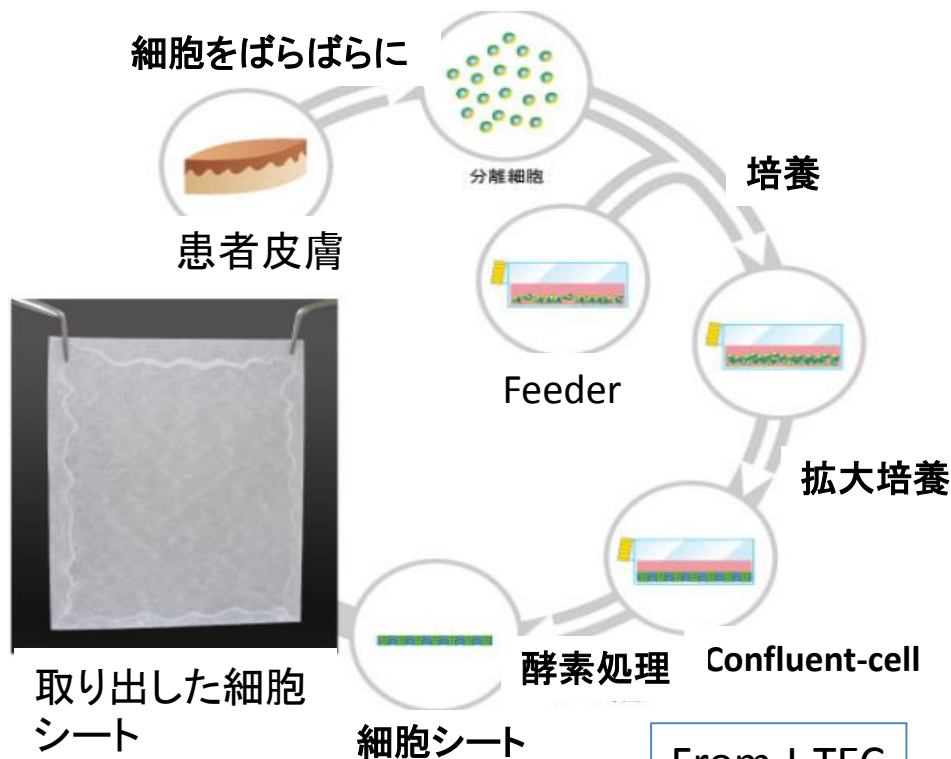 細胞をばらばらに
分離細胞
培養
患者皮膚
Feeder
拡大培養
Confluent-cell
酵素処理
細胞シート
取り出した細胞
シート
From J-TEC